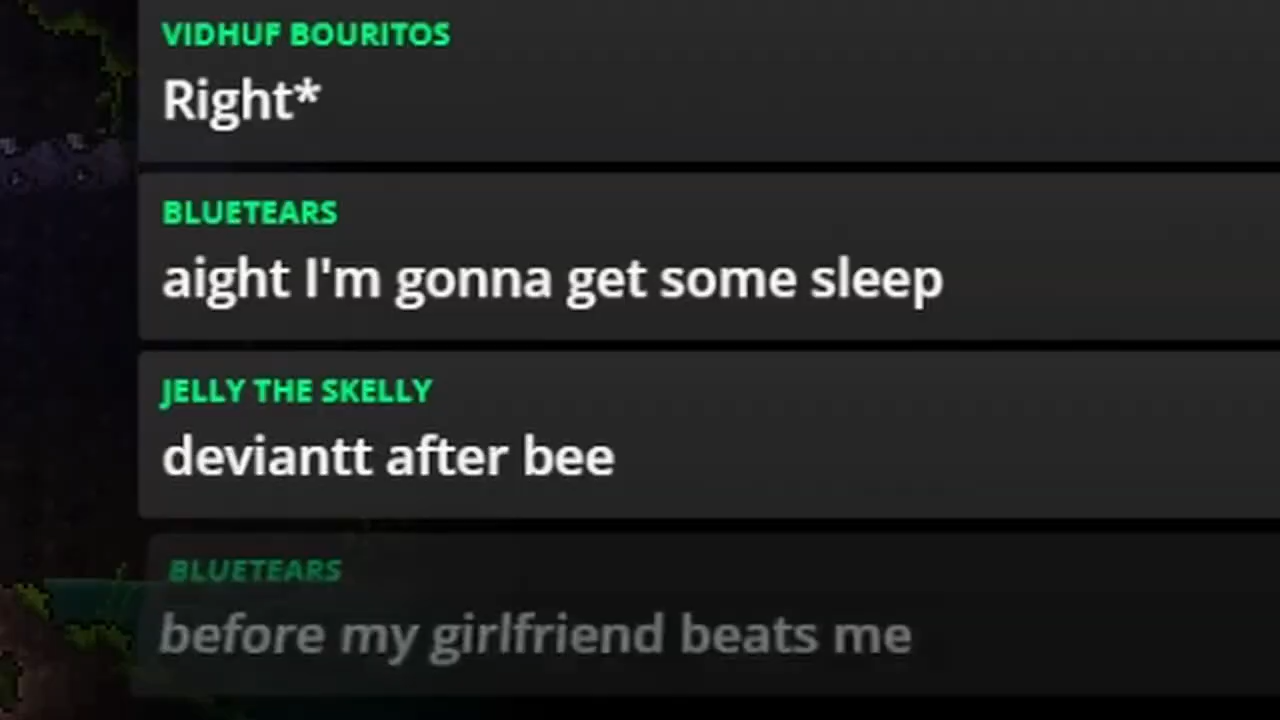 VIDHUF BOURITOS
Right*
BLUETEARS
aight I'm gonna get some sleep
JELLY THE SKELLY
deviantt after bee
BLUETEARS
before my girlfriend beats me